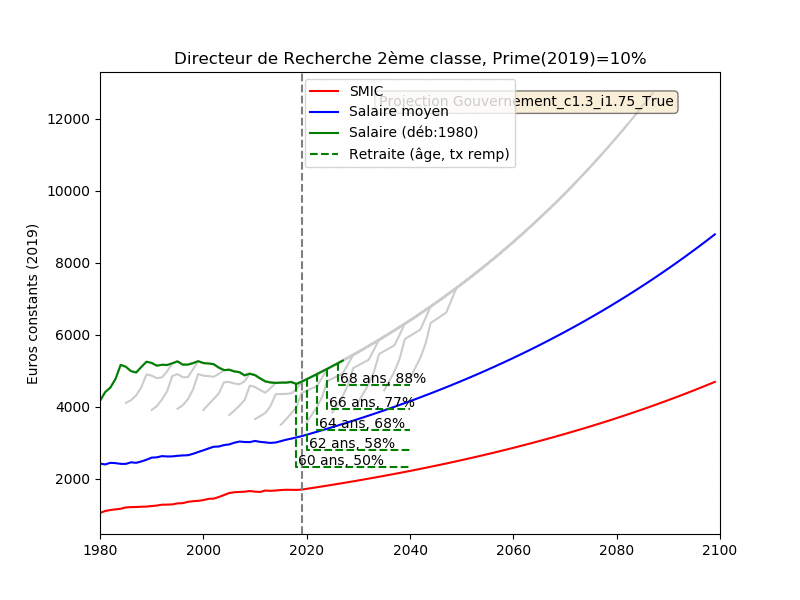 Directeur de Recherche 2ème classe, Prime(2019)=10%
Euros constants (2019)
12000
10000
8000
6000
4000
2000
SMIC
Salaire moyen
Salaire (déb:1980)
Retraite (âge, tx remp)
Projection Gouvernement_c1.3_i1.75_True
68 ans, 88%
66 ans, 77%
64 ans, 68%
62 ans, 58%
60 ans, 50%
1980
2000
2020
2040
2060
2080
2100